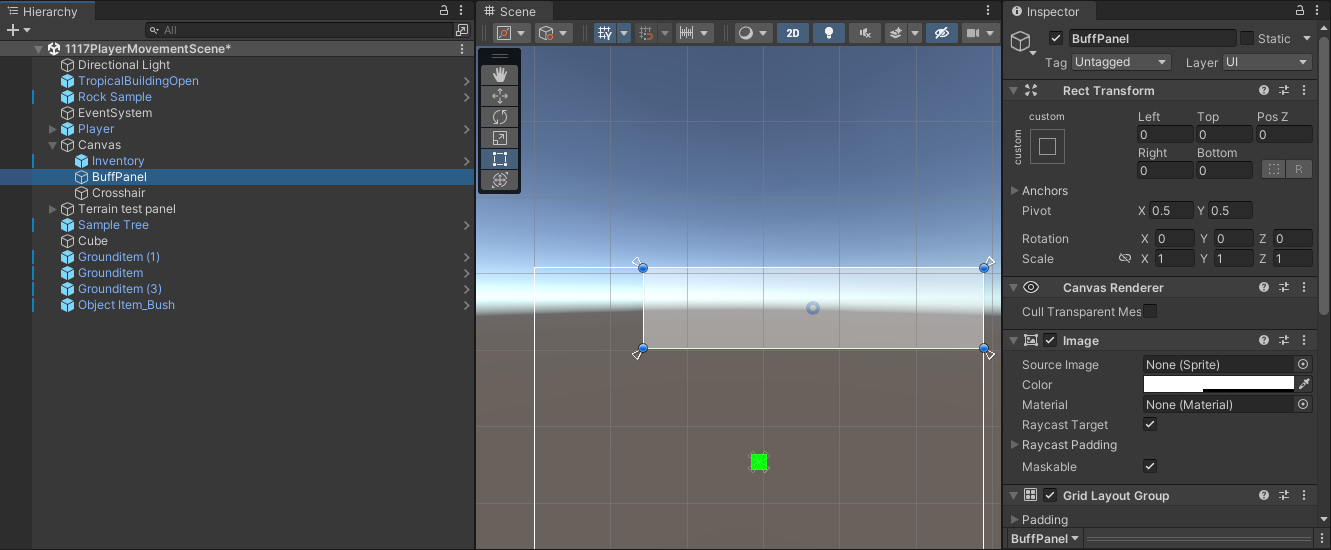 Hierarchy
All
1117PlayerMovementScene*
Directional Light
TropicalBuildingOpen
Rock Sample
EventSystem
Player
Canvas
Inventory
BuffPanel
Crosshair
Terrain test panel
Sample Tree
Cube
Grounditem (1)
Grounditem
Grounditem (3)
Object Item_Bush
Scene
2D
Inspector
BuffPanel
Static
Tag Untagged Layer UI
Rect Transform
custom
custom
Left Top Pos Z
0 0 0
Right Bottom
0 0
R
Anchors
Pivot X 0.5 Y 0.5
Rotation X 0 Y 0 Z 0
Scale X 1 Y 1 Z 1
Canvas Renderer
Cull Transparent Mes
Image
Source Image None (Sprite)
Color
Material None (Material)
Raycast Target
Raycast Padding
Maskable
Grid Layout Group
Padding
BuffPanel